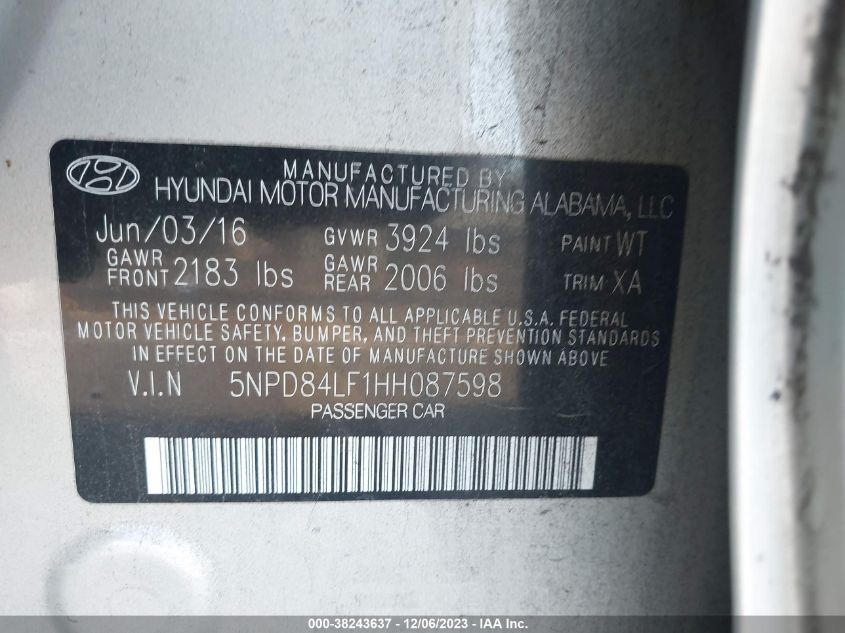 MANUFACTURED BY
HYUNDAI MOTOR MANUFACTURING ALABAMA, LLC
Jun/03/16 GVWR 3924 lbs PAINT WT
GAWR FRONT 2183 lbs GAWR REAR 2006 lbs TRIM XA
THIS VEHICLE CONFORMS TO ALL APPLICABLE U.S.A. FEDERAL
MOTOR VEHICLE SAFETY, BUMPER, AND THEFT PREVENTION STANDARDS
IN EFFECT ON THE DATE OF MANUFACTURE SHOWN ABOVE
V.I.N 5NPD84LF1HH087598
PASSENGER CAR
000-38243637 - 12/06/2023 - IAA Inc.